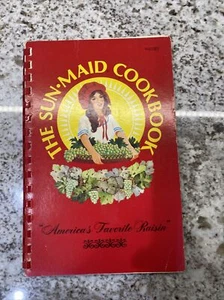 THE SUN-MAID COOKBOOK
"America's Favorite Raisin"